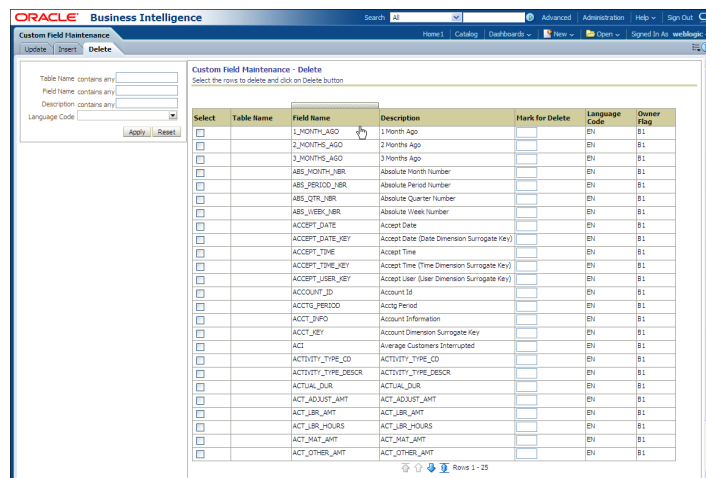 ORACLE Business Intelligence
Search All Advanced Administration Help Sign Out
Custom Field Maintenance
Home1 Catalog Dashboards New Open Signed In As weblogic
Update Insert Delete
Table Name contains any
Field Name contains any
Description contains any
Language Code
Apply Reset
Custom Field Maintenance - Delete
Select the rows to delete and click on Delete button
Select Table Name Field Name Description Mark for Delete Language Code Owner Flag
1_MONTH_AGO 1 Month Ago EN B1
2_MONTHS_AGO 2 Months Ago EN B1
3_MONTHS_AGO 3 Months Ago EN B1
ABS_MONTH_NBR Absolute Month Number EN B1
ABS_PERIOD_NBR Absolute Period Number EN B1
ABS_QTR_NBR Absolute Quarter Number EN B1
ABS_WEEK_NBR Absolute Week Number EN B1
ACCEPT_DATE Accept Date EN B1
ACCEPT_DATE_KEY Accept Date (Date Dimension Surrogate Key) EN B1
ACCEPT_TIME Accept Time EN B1
ACCEPT_TIME_KEY Accept Time (Time Dimension Surrogate Key) EN B1
ACCEPT_USER_KEY Accept User (User Dimension Surrogate Key) EN B1
ACCOUNT_ID Account Id EN B1
ACCTG_PERIOD Acctg Period EN B1
ACCT_INFO Account Information EN B1
ACCT_KEY Account Dimension Surrogate Key EN B1
ACI Average Customers Interrupted EN B1
ACTIVITY_TYPE_CD ACTIVITY_TYPE_CD EN B1
ACTIVITY_TYPE_DESCR ACTIVITY_TYPE_DESCR EN B1
ACTUAL_DUR ACTUAL_DUR EN B1
ACT_ADJUST_AMT ACT_ADJUST_AMT EN B1
ACT_LBR_AMT ACT_LBR_AMT EN B1
ACT_LBR_HOURS ACT_LBR_HOURS EN B1
ACT_MAT_AMT ACT_MAT_AMT EN B1
ACT_OTHER_AMT ACT_OTHER_AMT EN B1
Rows 1 - 25